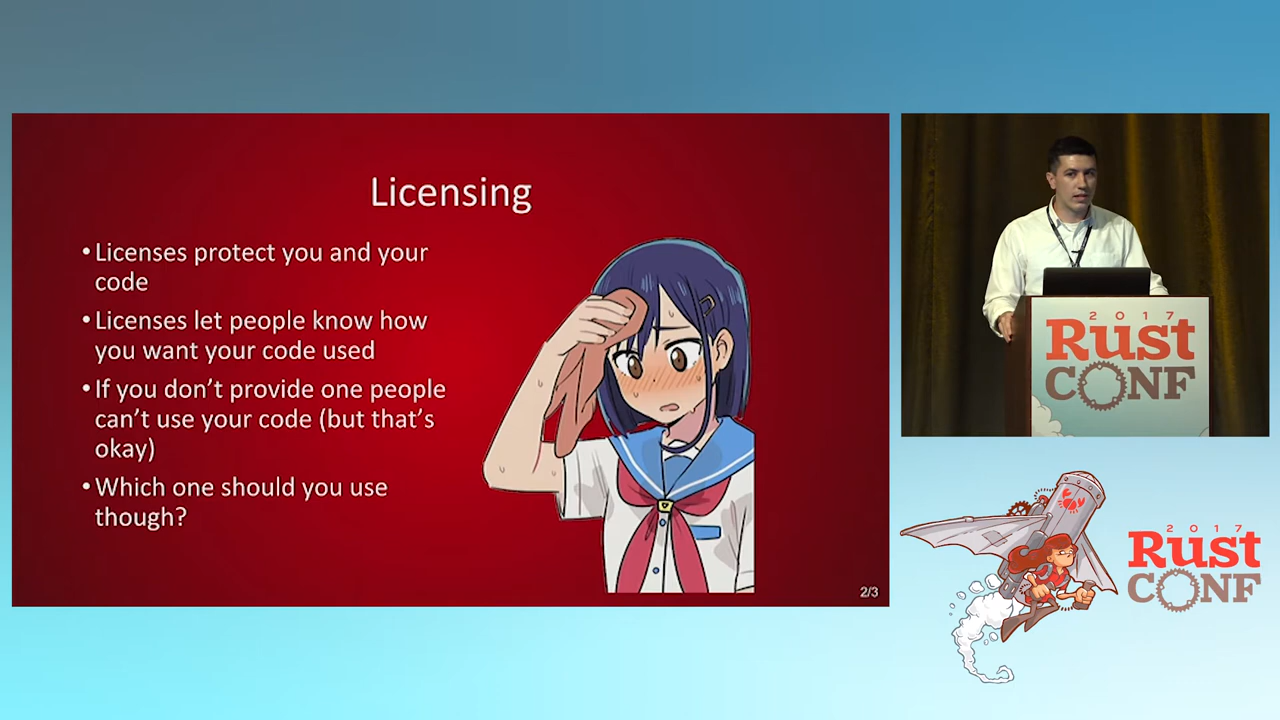 Licensing
•Licenses protect you and your
code
•Licenses let people know how
you want your code used
•If you don't provide one people
can't use your code (but that's
okay)
•Which one should you use
though?
2/3
2017
Rust
CONF
2017
Rust
CONF